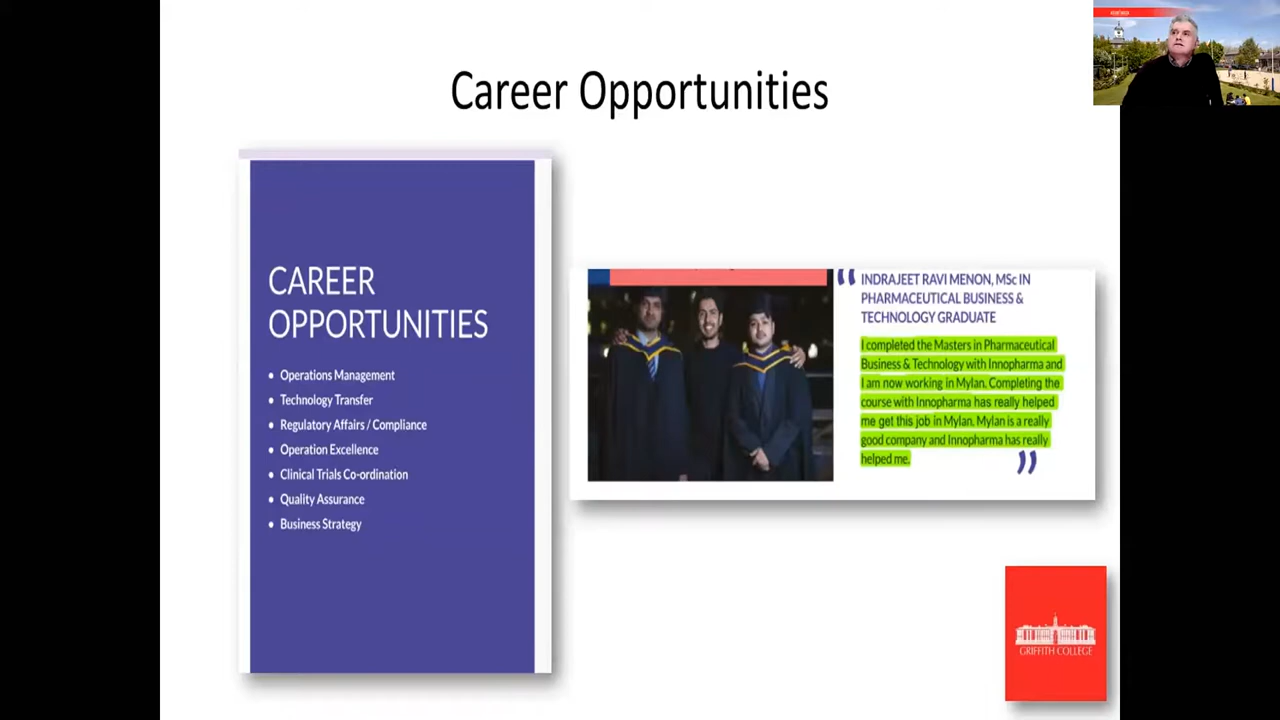 Career Opportunities
CAREER
OPPORTUNITIES
• Operations Management
• Technology Transfer
• Regulatory Affairs / Compliance
• Operation Excellence
• Clinical Trials Co-ordination
• Quality Assurance
• Business Strategy
“ INDRAJEET RAVI MENON, MSc IN
PHARMACEUTICAL BUSINESS &
TECHNOLOGY GRADUATE
I completed the Masters in Pharmaceutical
Business & Technology with Innopharma and
I am now working in Mylan. Completing the
course with Innopharma has really helped
me get this job in Mylan. Mylan is a really
good company and Innopharma has really
helped me. ”
GRIFFITH COLLEGE